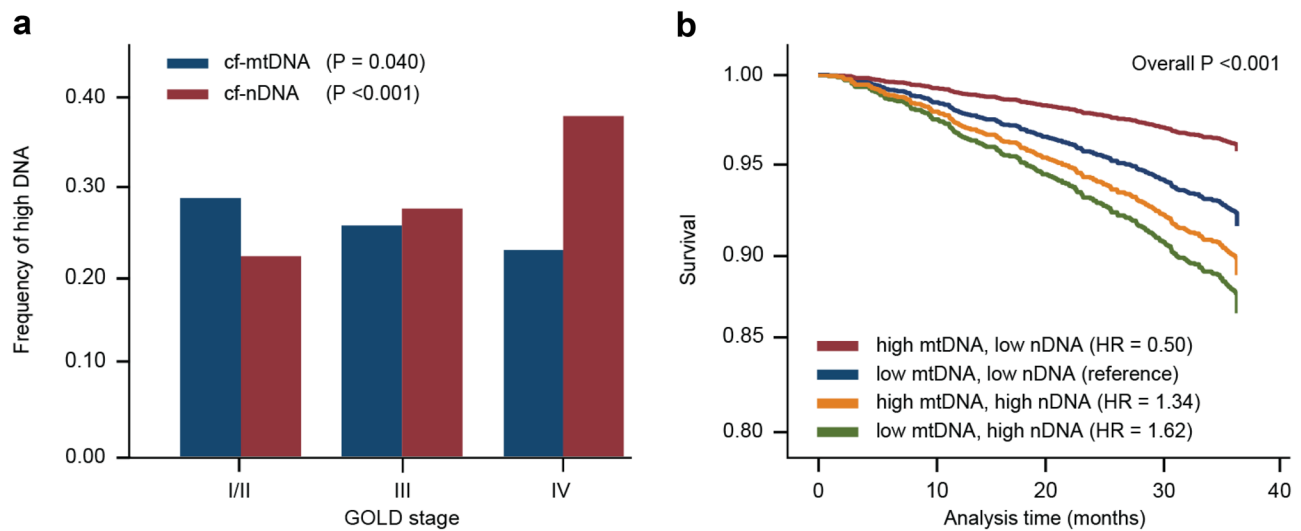 a
cf-mtDNA (P = 0.040)
cf-nDNA (P <0.001)
Frequency of high DNA
0.40
0.30
0.20
0.10
0.00
I/II
III
IV
GOLD stage
b
Overall P <0.001
Survival
1.00
0.95
0.90
0.85
0.80
high mtDNA, low nDNA (HR = 0.50)
low mtDNA, low nDNA (reference)
high mtDNA, high nDNA (HR = 1.34)
low mtDNA, high nDNA (HR = 1.62)
0
10
20
30
40
Analysis time (months)